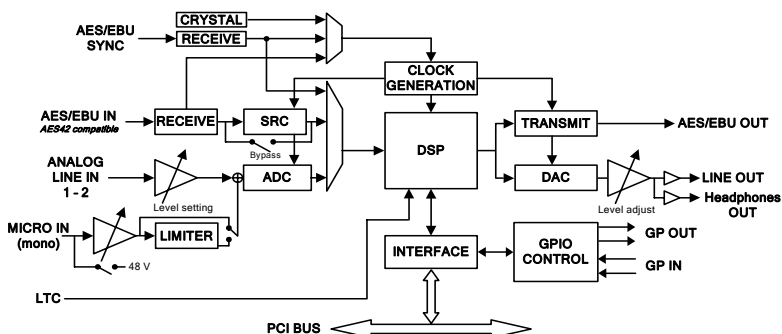 CRYSTAL
AES/EBU
SYNC
RECEIVE
CLOCK
GENERATION
AES/EBU IN
AES42 compatible
RECEIVE
SRC
Bypass
DSP
TRANSMIT
AES/EBU OUT
ANALOG
LINE IN
1 - 2
Level setting
ADC
DAC
Level adjust
LINE OUT
Headphones
OUT
MICRO IN
(mono)
LIMITER
48 V
INTERFACE
GPIO
CONTROL
GP OUT
GP IN
LTC
PCI BUS